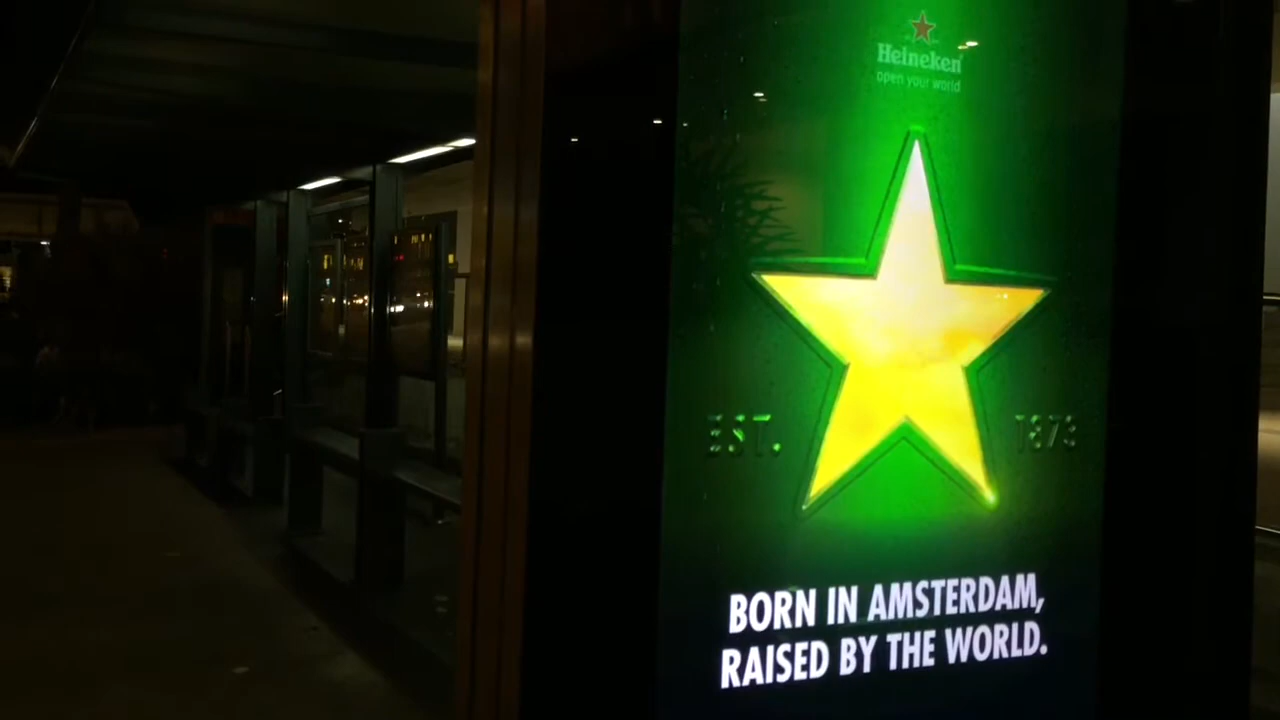 Heineken
open your world
EST. 1873
BORN IN AMSTERDAM,
RAISED BY THE WORLD.